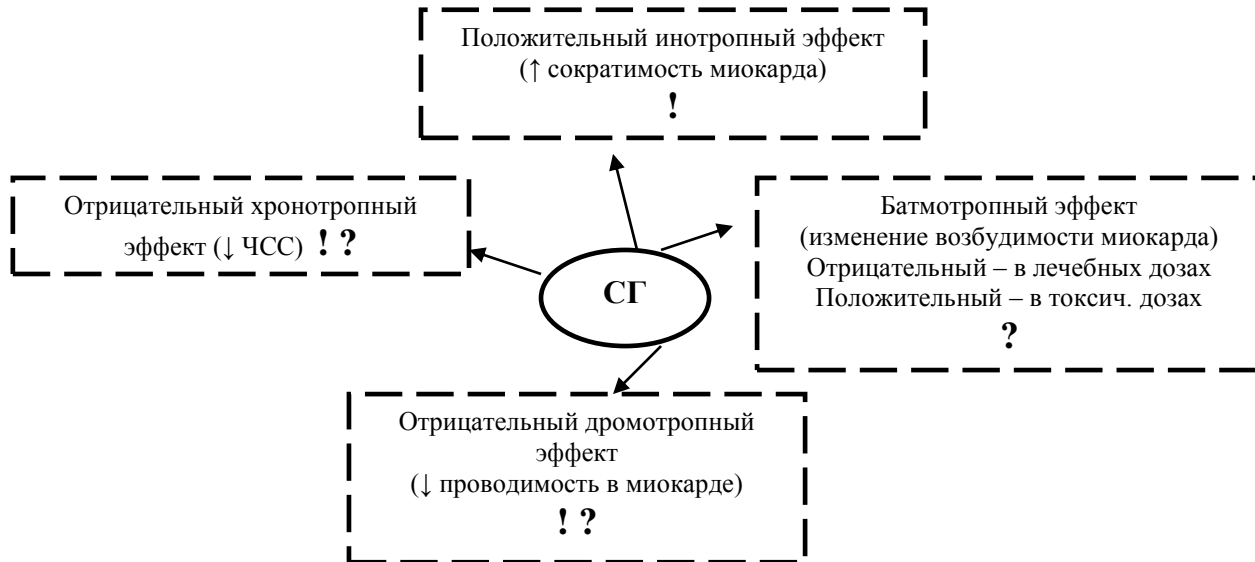 Положительный инотропный эффект
(↑ сократимость миокарда)
!
Отрицательный хронотропный
эффект (↓ ЧСС) ! ?
Батмотропный эффект
(изменение возбудимости миокарда)
Отрицательный – в лечебных дозах
Положительный – в токсич. дозах
?
СГ
Отрицательный дромотропный
эффект
(↓ проводимость в миокарде)
! ?